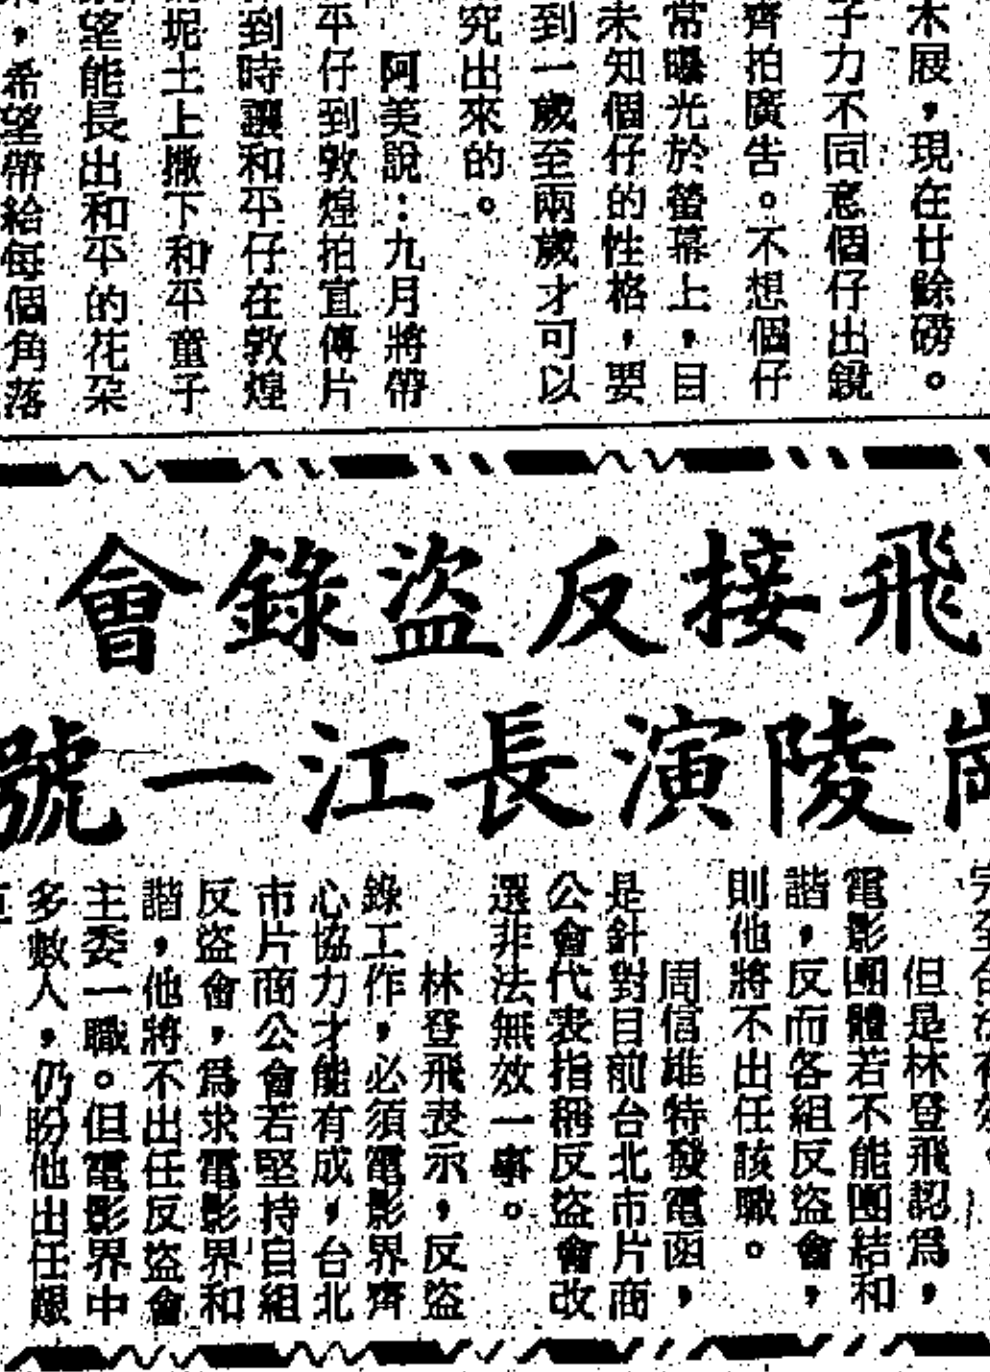 木展，現在廿餘磅。
子力不同意個仔出鏡
齊拍廣告。不想個仔
常曝光於螢幕上，目
未知個仔的性格，要
到一歲至兩歲才可以
究出來的。
阿美說：九月將帶
平仔到敦煌拍宣傳片
到時讓和平仔在敦煌
坭土上撒下和平童子
望能長出和平的花朵
，希望帶給每個角落
飛接反盜錄會
陵演長江一號
但是林登飛認爲，
電影團體若不能團結和
諧，反而各組反盜會，
則他將不出任該職。
周信雄特發電函，
是針對目前台北市片商
公會代表指稱反盜會改
選非法無效一事。
林登飛表示，反盜
錄工作，必須電影界齊
心協力才能有成，台北
市片商公會若堅持自組
反盜會，爲求電影界和
諧，他將不出任反盜會
主委一職。但電影界中
多數人，仍盼他出任艱